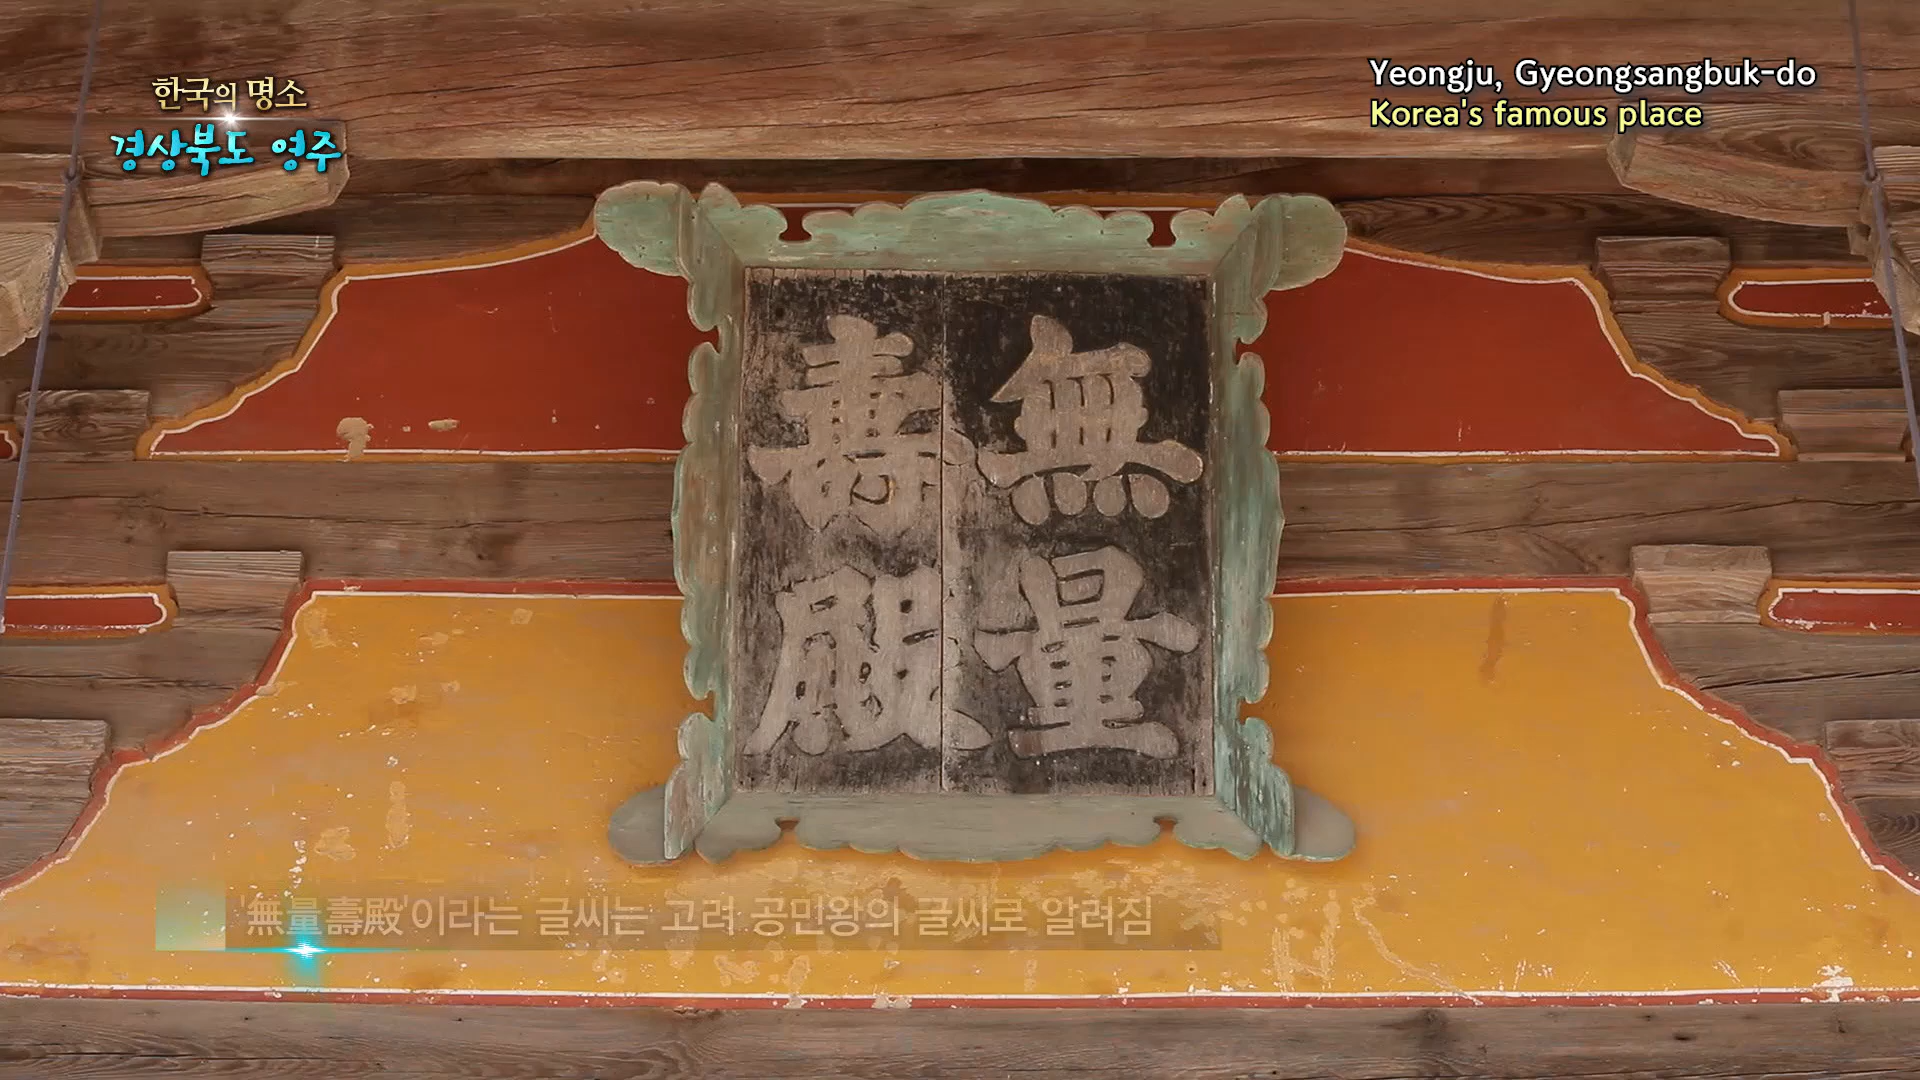 한국의 명소
경상북도 영주
Yeongju, Gyeongsangbuk-do
Korea's famous place
無量
壽殿
'無量壽殿'이라는 글씨는 고려 공민왕의 글씨로 알려짐